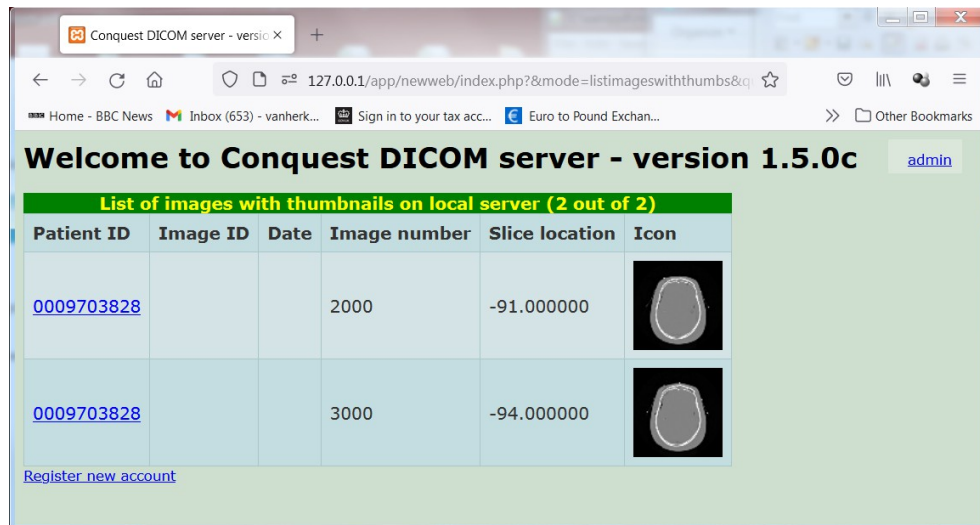 Conquest DICOM server - versio
127.0.0.1/app/newweb/index.php?&mode=listimageswiththumbs&q
Home - BBC News Inbox (653) - vanherk... Sign in to your tax acc... Euro to Pound Exchan... Other Bookmarks
Welcome to Conquest DICOM server - version 1.5.0c admin
List of images with thumbnails on local server (2 out of 2)
Patient ID Image ID Date Image number Slice location Icon
0009703828 2000 -91.000000
0009703828 3000 -94.000000
Register new account